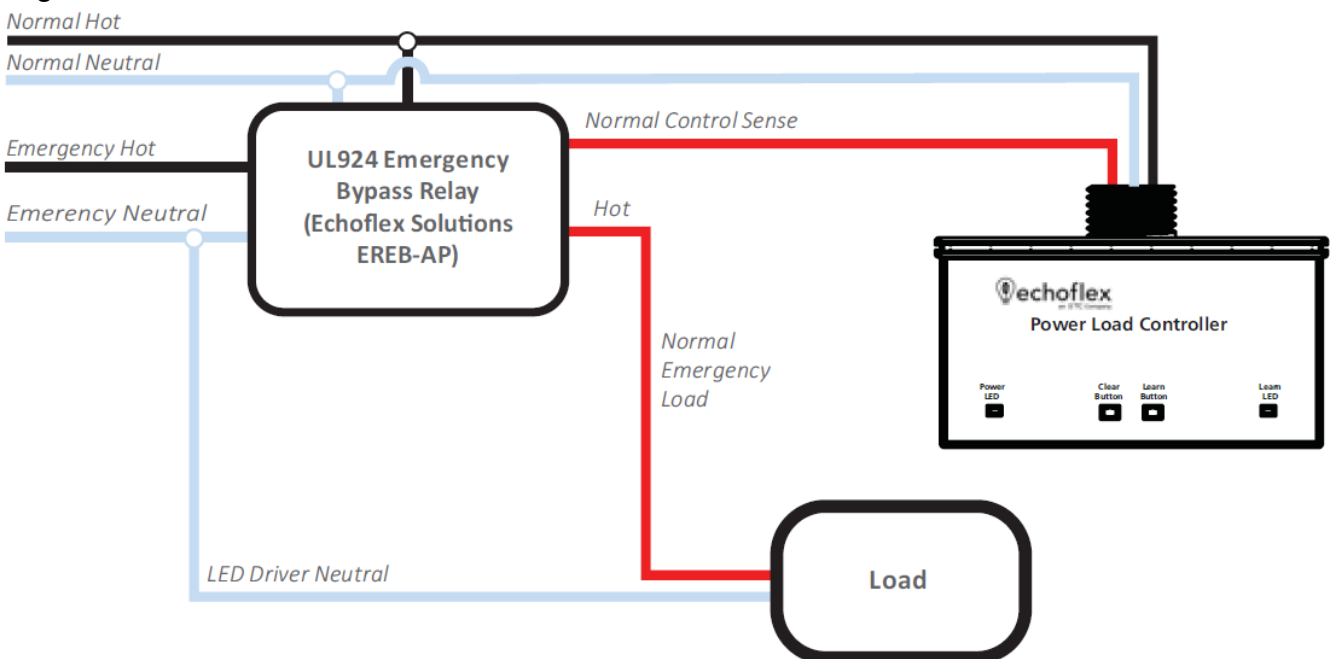 Normal Hot
Normal Neutral
Emergency Hot
Emerency Neutral
UL924 Emergency
Bypass Relay
(Echoflex Solutions
EREB-AP)
Normal Control Sense
Hot
Normal
Emergency
Load
LED Driver Neutral
Load
echoflex
Power Load Controller
Power
LED
Clear
Button
Learn
Button
Learn
LED